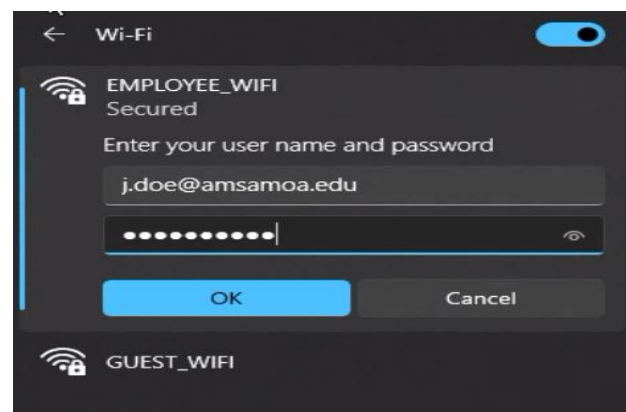 Wi-Fi
EMPLOYEE_WIFI
Secured
Enter your user name and password
j.doe@amsamoa.edu
●●●●●●●●●●
OK Cancel
GUEST_WIFI